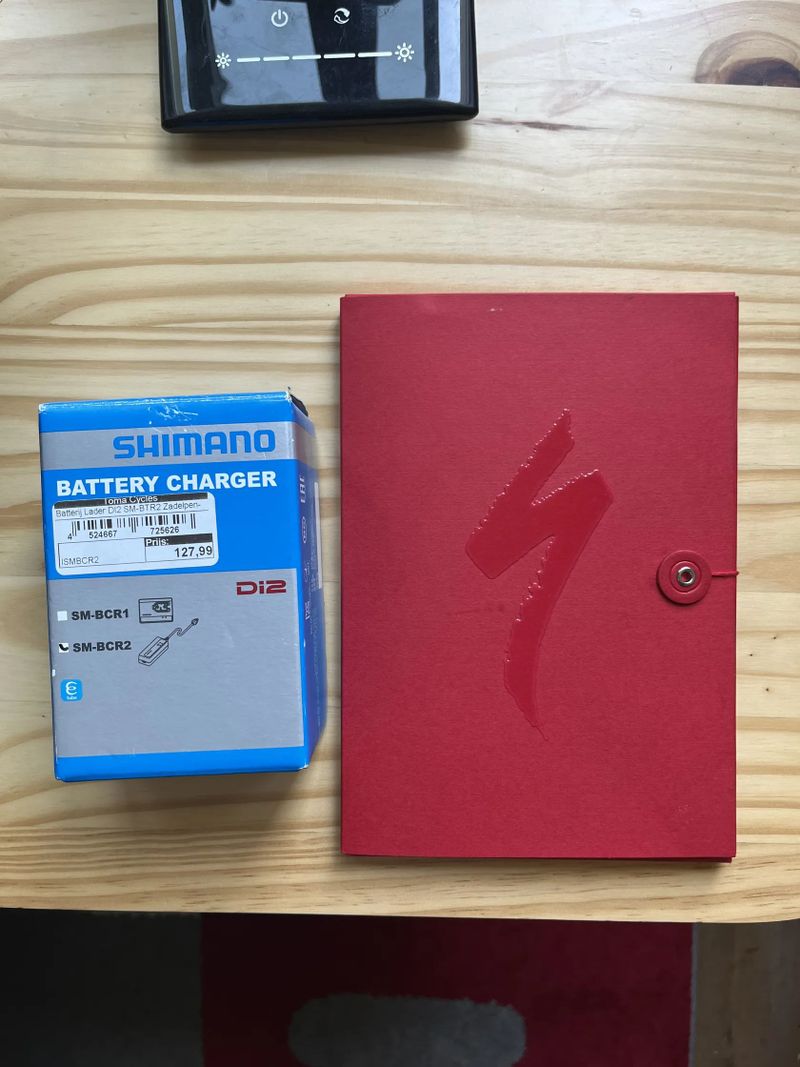 SHIMANO
BATTERY CHARGER
Toma Cycles
Batterij Lader DI2 SM-BTR2 Zadelpen-
4 524667 725626
Prijs:
127,99
ISMBCR2
Di2
SM-BCR1
SM-BCR2